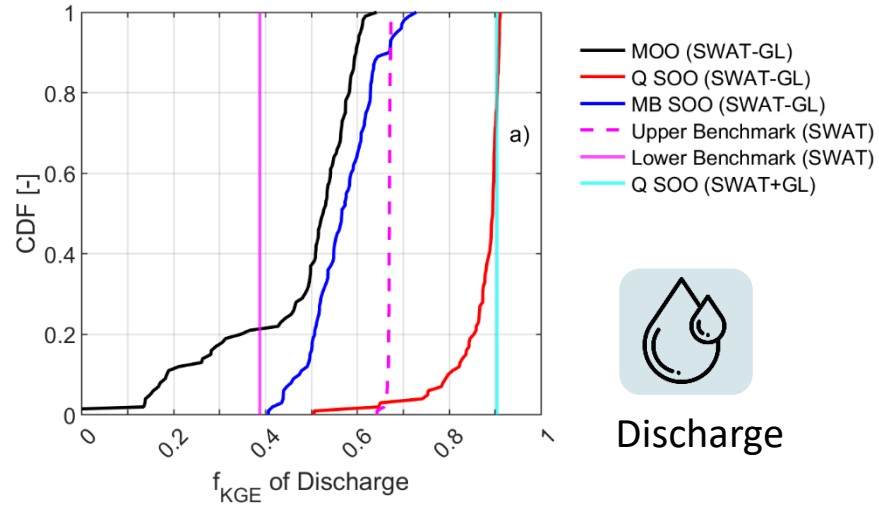 1
0.8
0.6
0.4
0.2
0
CDF [-]
0
0.2
0.4
0.6
0.8
1
f_KGE of Discharge
a)
MOO (SWAT-GL)
Q SOO (SWAT-GL)
MB SOO (SWAT-GL)
Upper Benchmark (SWAT)
Lower Benchmark (SWAT)
Q SOO (SWAT+GL)
Discharge